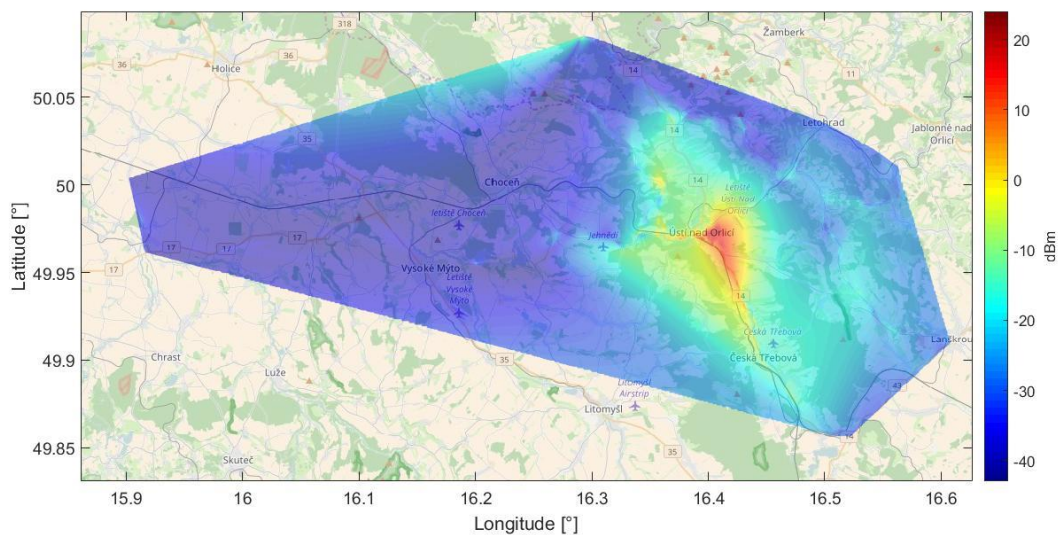 318
Žamberk
20
14
36
36
Holice
11
50.05
35
14
Letohrad
Jablonné nad
Orlicí
10
50
Choceň
14
Letiště
Ústí Nad
Orlicí
0
letiště Choceň
Jehnědí
Ústí nad Orlicí
17
17
17
17
-10
49.95
Vysoké Mýto
Letiště
Vysoké
Mýto
14
Česká Třebová
-20
49.9
Chrast
35
Česká Třebová
Lanškrou
Luže
43
-30
Litomyšl
Airstrip
Litomyšl
14
49.85
35
Skuteč
-40
15.9
16
16.1
16.2
16.3
16.4
16.5
16.6
Longitude [°]
Latitude [°]
dBm